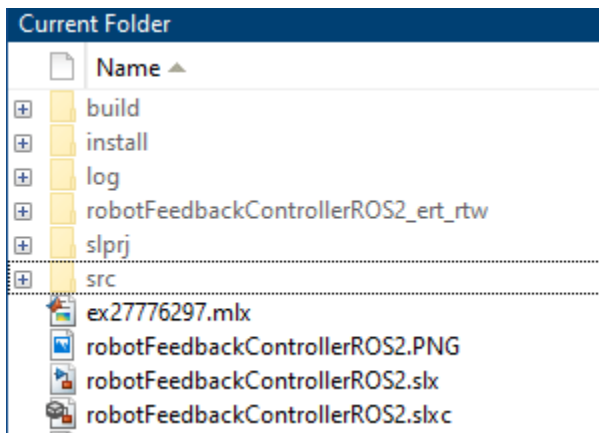 Current Folder
Name
build
install
log
robotFeedbackControllerROS2_ert_rtw
slprj
src
ex27776297.mlx
robotFeedbackControllerROS2.PNG
robotFeedbackControllerROS2.slx
robotFeedbackControllerROS2.slxc